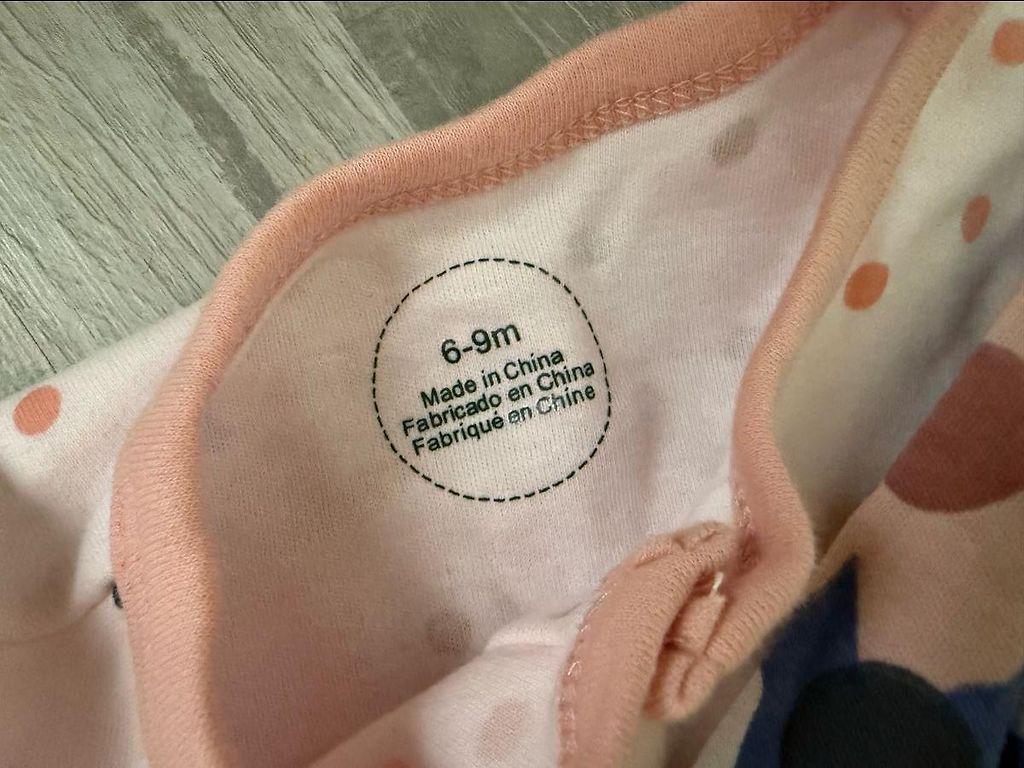 6-9m
Made in China
Fabricado en China
Fabriqué en Chine